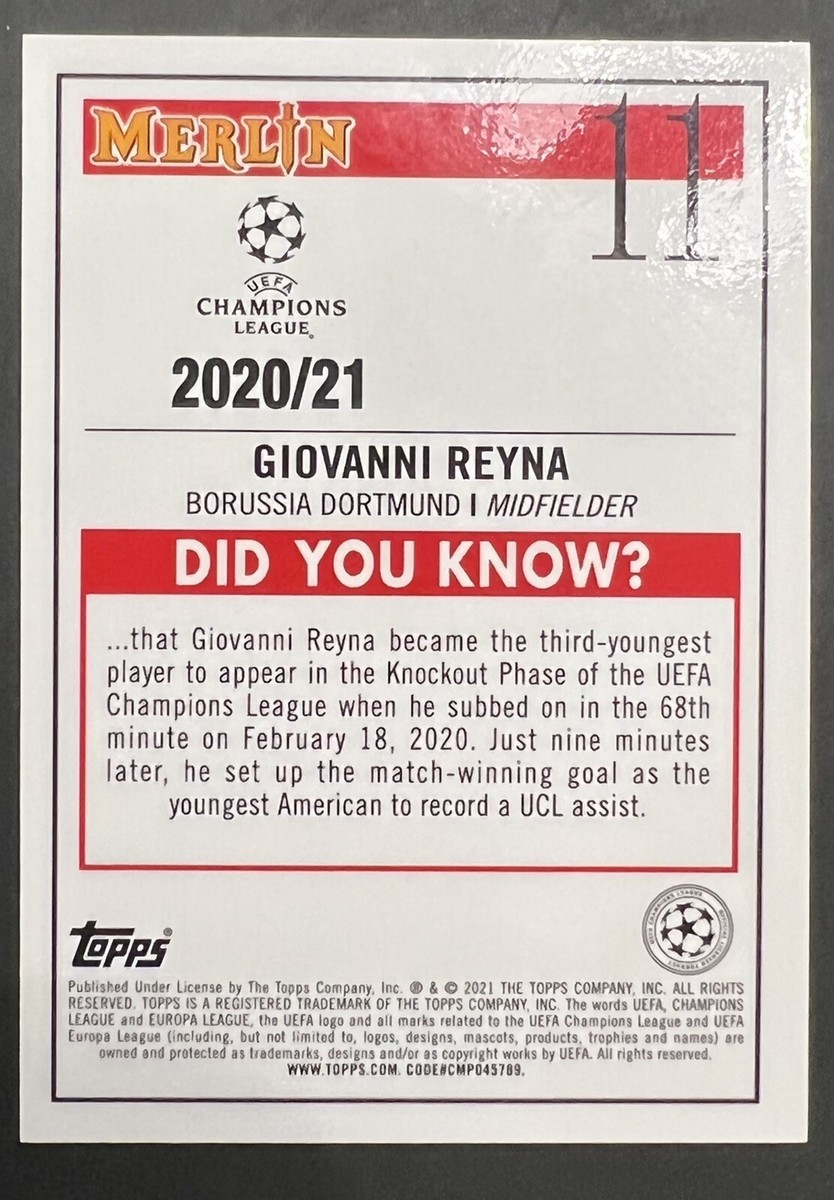 MERLIN
11
UEFA
CHAMPIONS
LEAGUE®
2020/21
GIOVANNI REYNA
BORUSSIA DORTMUND | MIDFIELDER
DID YOU KNOW?
...that Giovanni Reyna became the third-youngest
player to appear in the Knockout Phase of the UEFA
Champions League when he subbed on in the 68th
minute on February 18, 2020. Just nine minutes
later, he set up the match-winning goal as the
youngest American to record a UCL assist.
topps®
UEFA CHAMPIONS LEAGUE OFFICIAL LICENSED PRODUCT
Published Under License by The Topps Company, Inc. ® & © 2021 THE TOPPS COMPANY, INC. ALL RIGHTS
RESERVED. TOPPS IS A REGISTERED TRADEMARK OF THE TOPPS COMPANY, INC. The words UEFA, CHAMPIONS
LEAGUE and EUROPA LEAGUE, the UEFA logo and all marks related to the UEFA Champions League and UEFA
Europa League (including, but not limited to, logos, designs, mascots, products, trophies and names) are
owned and protected as trademarks, designs and/or as copyright works by UEFA. All rights reserved.
WWW.TOPPS.COM. CODE#CMP045789.